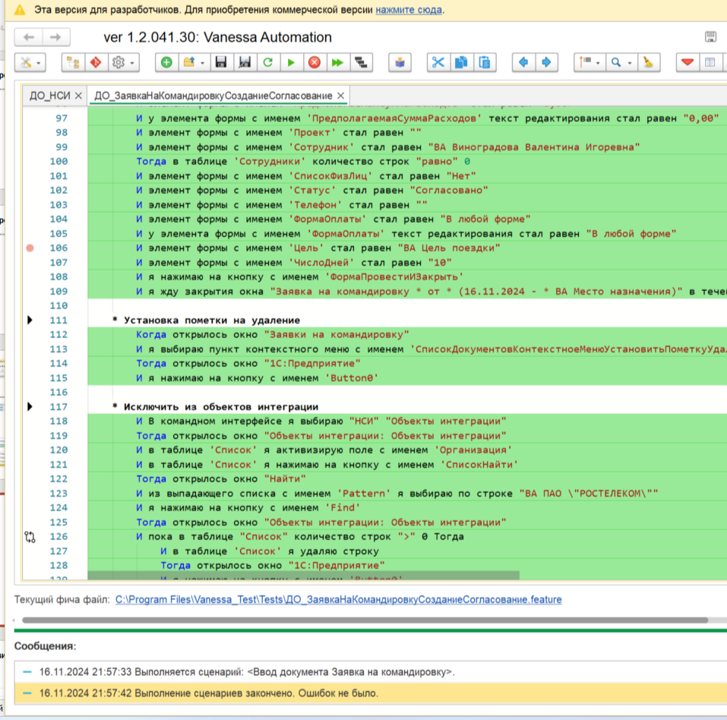 Эта версия для разработчиков. Для приобретения коммерческой версии нажмите сюда.
ver 1.2.041.30: Vanessa Automation
ДО_НСИ × ДО_ЗаявкаНаКомандировкуСозданиеСогласование ×
97 И у элемента формы с именем 'ПредполагаемаяСуммаРасходов' текст редактирования стал равен "0,00"
98 И элемент формы с именем 'Проект' стал равен ""
99 И элемент формы с именем 'Сотрудник' стал равен "ВА Виноградова Валентина Игоревна"
100 Тогда в таблице 'Сотрудники' количество строк "равно" 0
101 И элемент формы с именем 'СписокФизЛиц' стал равен "Нет"
102 И элемент формы с именем 'Статус' стал равен "Согласовано"
103 И элемент формы с именем 'Телефон' стал равен ""
104 И элемент формы с именем 'ФормаОплаты' стал равен "В любой форме"
105 И у элемента формы с именем 'ФормаОплаты' текст редактирования стал равен "В любой форме"
106 И элемент формы с именем 'Цель' стал равен "ВА Цель поездки"
107 И элемент формы с именем 'ЧислоДней' стал равен "10"
108 И я нажимаю на кнопку с именем 'ФормаПровестиИЗакрыть'
109 И я жду закрытия окна "Заявка на командировку * от * (16.11.2024 - * ВА Место назначения)" в тече
110
111 * Установка пометки на удаление
112 Когда открылось окно "Заявки на командировку"
113 И я выбираю пункт контекстного меню с именем 'СписокДокументовКонтекстноеМенюУстановитьПометкуУда
114 Тогда открылось окно "1С:Предприятие"
115 И я нажимаю на кнопку с именем 'Button0'
116
117 * Исключить из объектов интеграции
118 И В командном интерфейсе я выбираю "НСИ" "Объекты интеграции"
119 Тогда открылось окно "Объекты интеграции: Объекты интеграции"
120 И в таблице 'Список' я активизирую поле с именем 'Организация'
121 И в таблице 'Список' я нажимаю на кнопку с именем 'СписокНайти'
122 Тогда открылось окно "Найти"
123 И из выпадающего списка с именем 'Pattern' я выбираю по строке "ВА ПАО \"РОСТЕЛЕКОМ\""
124 И я нажимаю на кнопку с именем 'Find'
125 Тогда открылось окно "Объекты интеграции: Объекты интеграции"
126 И пока в таблице "Список" количество строк ">" 0 Тогда
127 И в таблице 'Список' я удаляю строку
128 Тогда открылось окно "1С:Предприятие"
Текущий фича файл: C:\Program Files\Vanessa_Test\Tests\ДО_ЗаявкаНаКомандировкуСозданиеСогласование.feature
Сообщения:
16.11.2024 21:57:33 Выполняется сценарий: <Ввод документа Заявка на командировку>.
16.11.2024 21:57:42 Выполнение сценариев закончено. Ошибок не было.